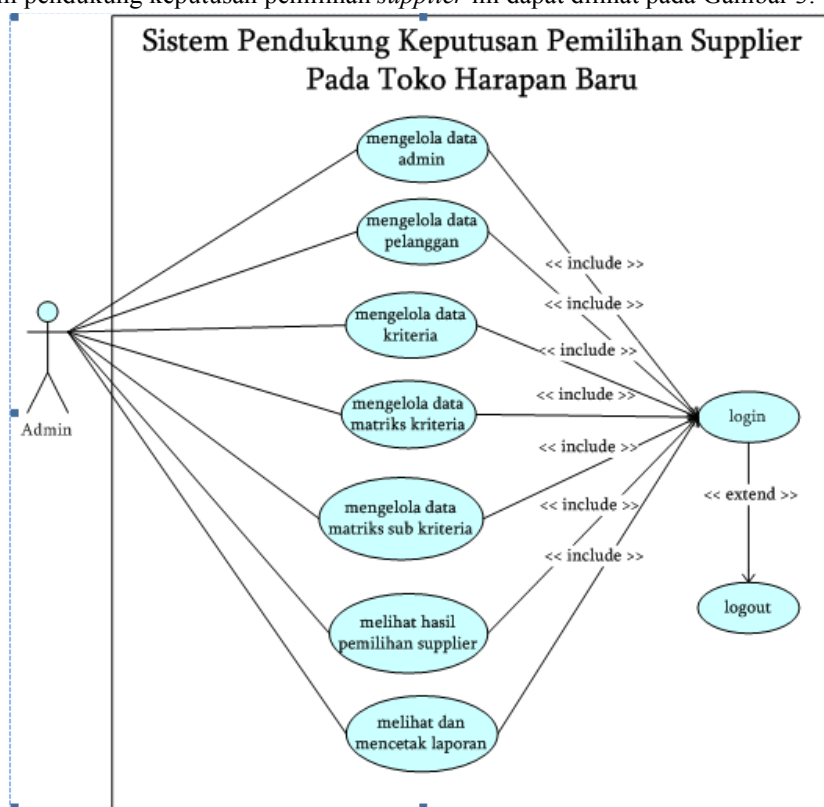 pendukung keputusan pemilihan supplier ini dapat dilihat pada Gambar 3.
Sistem Pendukung Keputusan Pemilihan Supplier
Pada Toko Harapan Baru
mengelola data
admin
mengelola data
pelanggan
<< include >>
<< include >>
mengelola data
kriteria
<< include >>
<< include >>
mengelola data
matriks kriteria
login
Admin
<< include >>
<< extend >>
mengelola data
matriks sub kriteria
<< include >>
<< include >>
logout
melihat hasil
pemilihan supplier
melihat dan
mencetak laporan